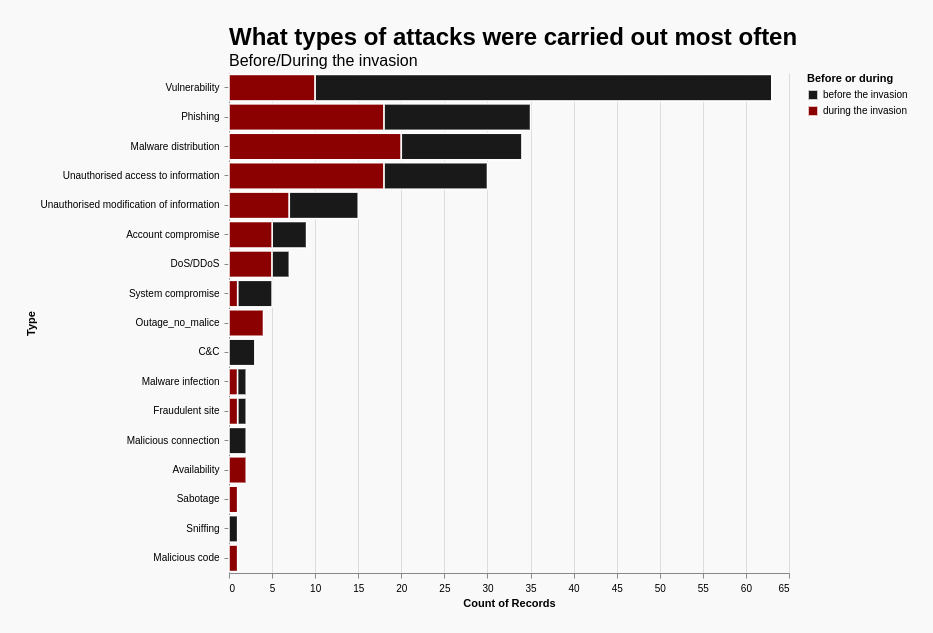 What types of attacks were carried out most often
Before/During the invasion
Before or during
before the invasion
during the invasion
Type
Vulnerability
Phishing
Malware distribution
Unauthorised access to information
Unauthorised modification of information
Account compromise
DoS/DDoS
System compromise
Outage_no_malice
C&C
Malware infection
Fraudulent site
Malicious connection
Availability
Sabotage
Sniffing
Malicious code
0 5 10 15 20 25 30 35 40 45 50 55 60 65
Count of Records